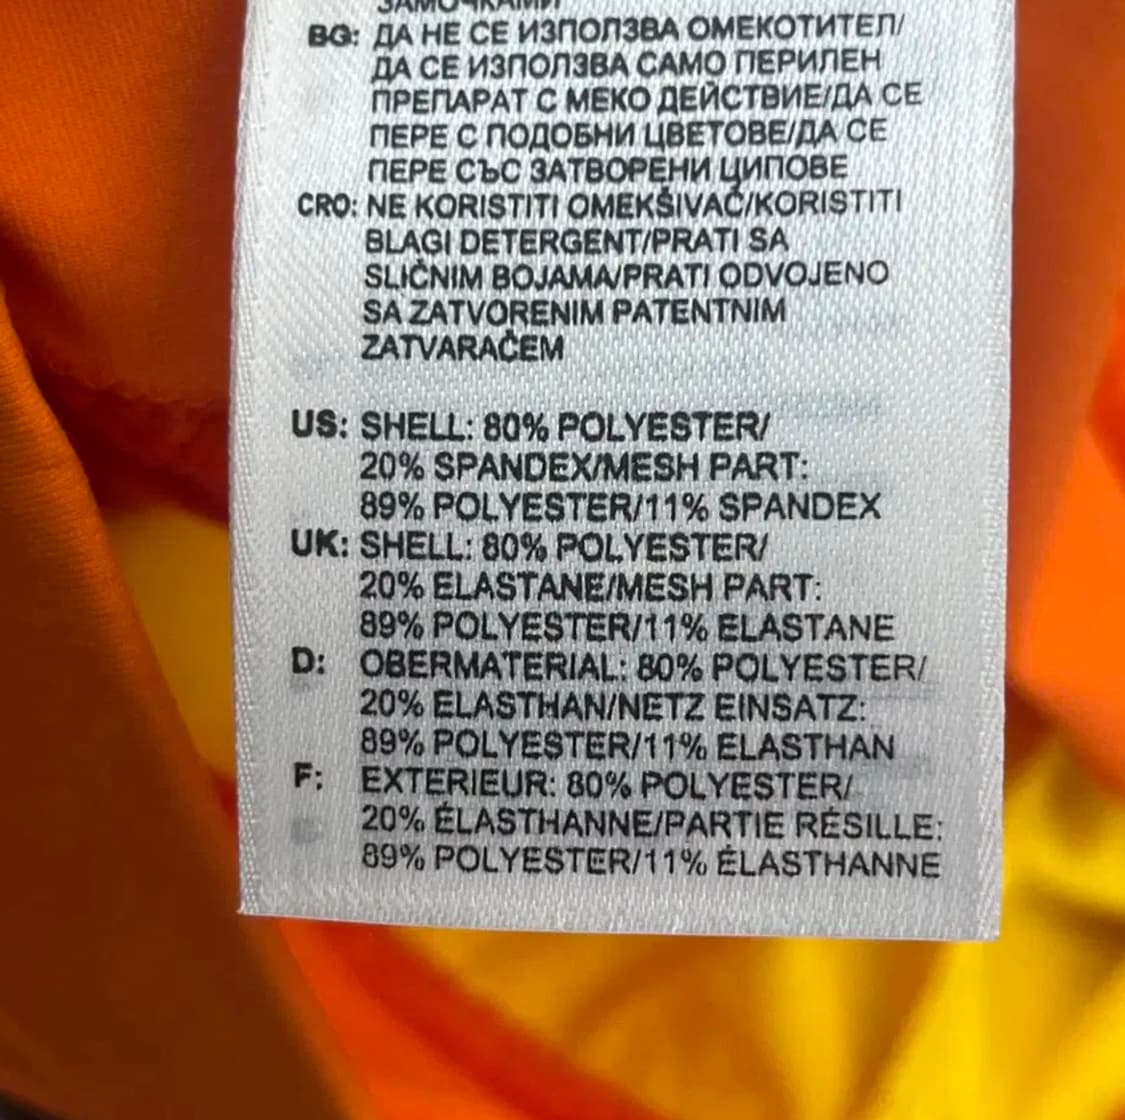 ЗАМОЧКАМИ
BG: ДА НЕ СЕ ИЗПОЛЗВА ОМЕКОТИТЕЛ/
ДА СЕ ИЗПОЛЗВА САМО ПЕРИЛЕН
ПРЕПАРАТ С МЕКО ДЕЙСТВИЕ/ДА СЕ
ПЕРЕ С ПОДОБНИ ЦВЕТОВЕ/ДА СЕ
ПЕРЕ СЪС ЗАТВОРЕНИ ЦИПОВЕ
CRO: NE KORISTITI OMEKŠIVAČ/KORISTITI
BLAGI DETERGENT/PRATI SA
SLIČNIM BOJAMA/PRATI ODVOJENO
SA ZATVORENIM PATENTNIM
ZATVARAČEM
US: SHELL: 80% POLYESTER/
20% SPANDEX/MESH PART:
89% POLYESTER/11% SPANDEX
UK: SHELL: 80% POLYESTER/
20% ELASTANE/MESH PART:
89% POLYESTER/11% ELASTANE
D: OBERMATERIAL: 80% POLYESTER/
20% ELASTHAN/NETZ EINSATZ:
89% POLYESTER/11% ELASTHAN
F: EXTERIEUR: 80% POLYESTER/
20% ÉLASTHANNE/PARTIE RÉSILLE:
89% POLYESTER/11% ÉLASTHANNE